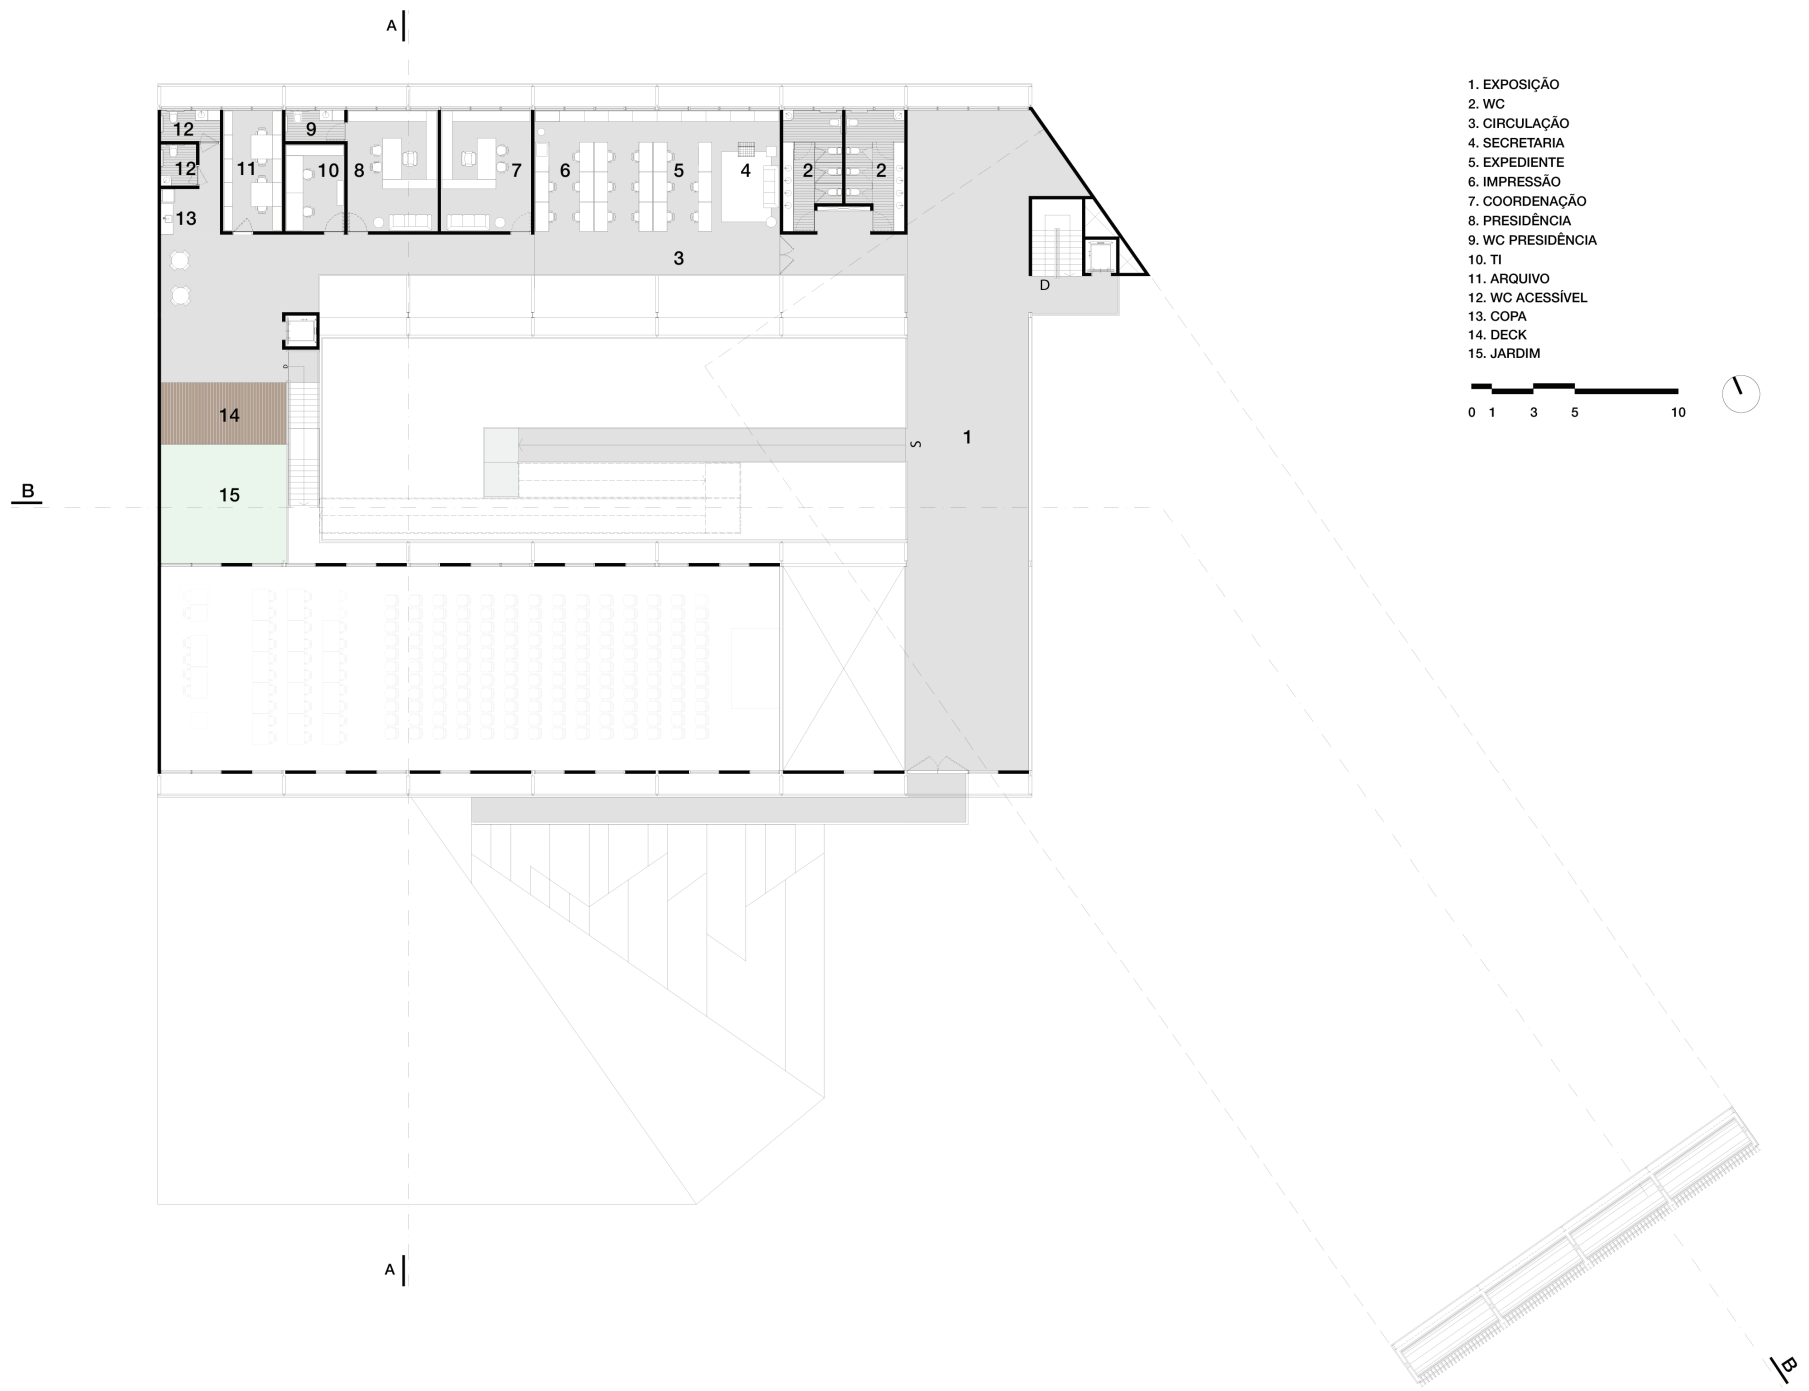 A
1. EXPOSIÇÃO
2. WC
3. CIRCULAÇÃO
4. SECRETARIA
5. EXPEDIENTE
6. IMPRESSÃO
7. COORDENAÇÃO
8. PRESIDÊNCIA
9. WC PRESIDÊNCIA
10. TI
11. ARQUIVO
12. WC ACESSÍVEL
13. COPA
14. DECK
15. JARDIM
0 1 3 5 10
12 9
12 11 10 8 7 6 5 4 2 2
13
3
D
D
14
S 1
B
15
A
B